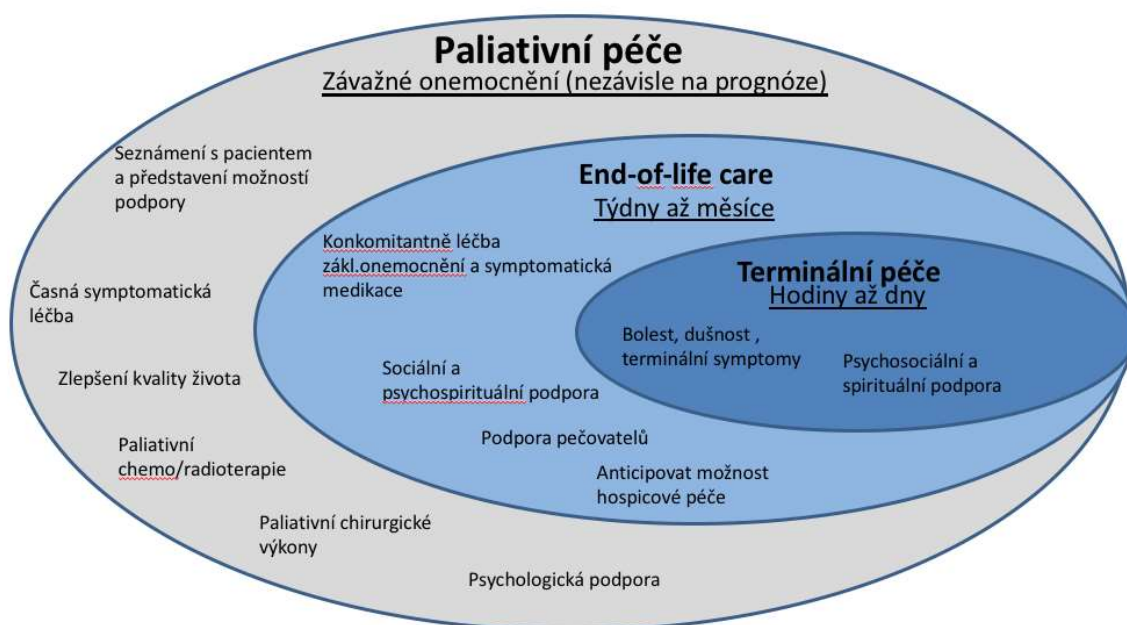 Paliativní péče
Závažné onemocnění (nezávisle na prognóze)
Seznámení s pacientem
a představení možností
podpory
Časná symptomatická
léčba
Zlepšení kvality života
Paliativní
chemo/radioterapie
Paliativní chirurgické
výkony
Psychologická podpora
End-of-life care
Týdny až měsíce
Konkomitantně léčba
zákl.onemocnění a symptomatická
medikace
Sociální a
psychospirituální podpora
Podpora pečovatelů
Anticipovat možnost
hospicové péče
Terminální péče
Hodiny až dny
Bolest, dušnost ,
terminální symptomy
Psychosociální a
spirituální podpora